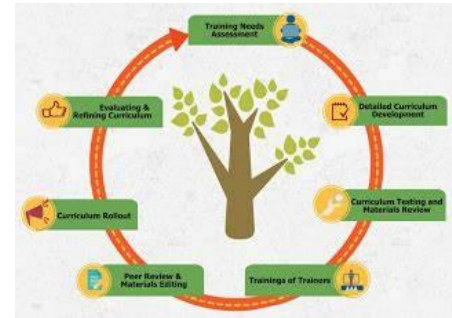 Training Needs
Assessment
Detailed Curriculum
Development
Curriculum Testing and
Materials Review
Trainings of Trainers
Peer Review &
Materials Editing
Curriculum Rollout
Evaluating &
Refining Curriculum